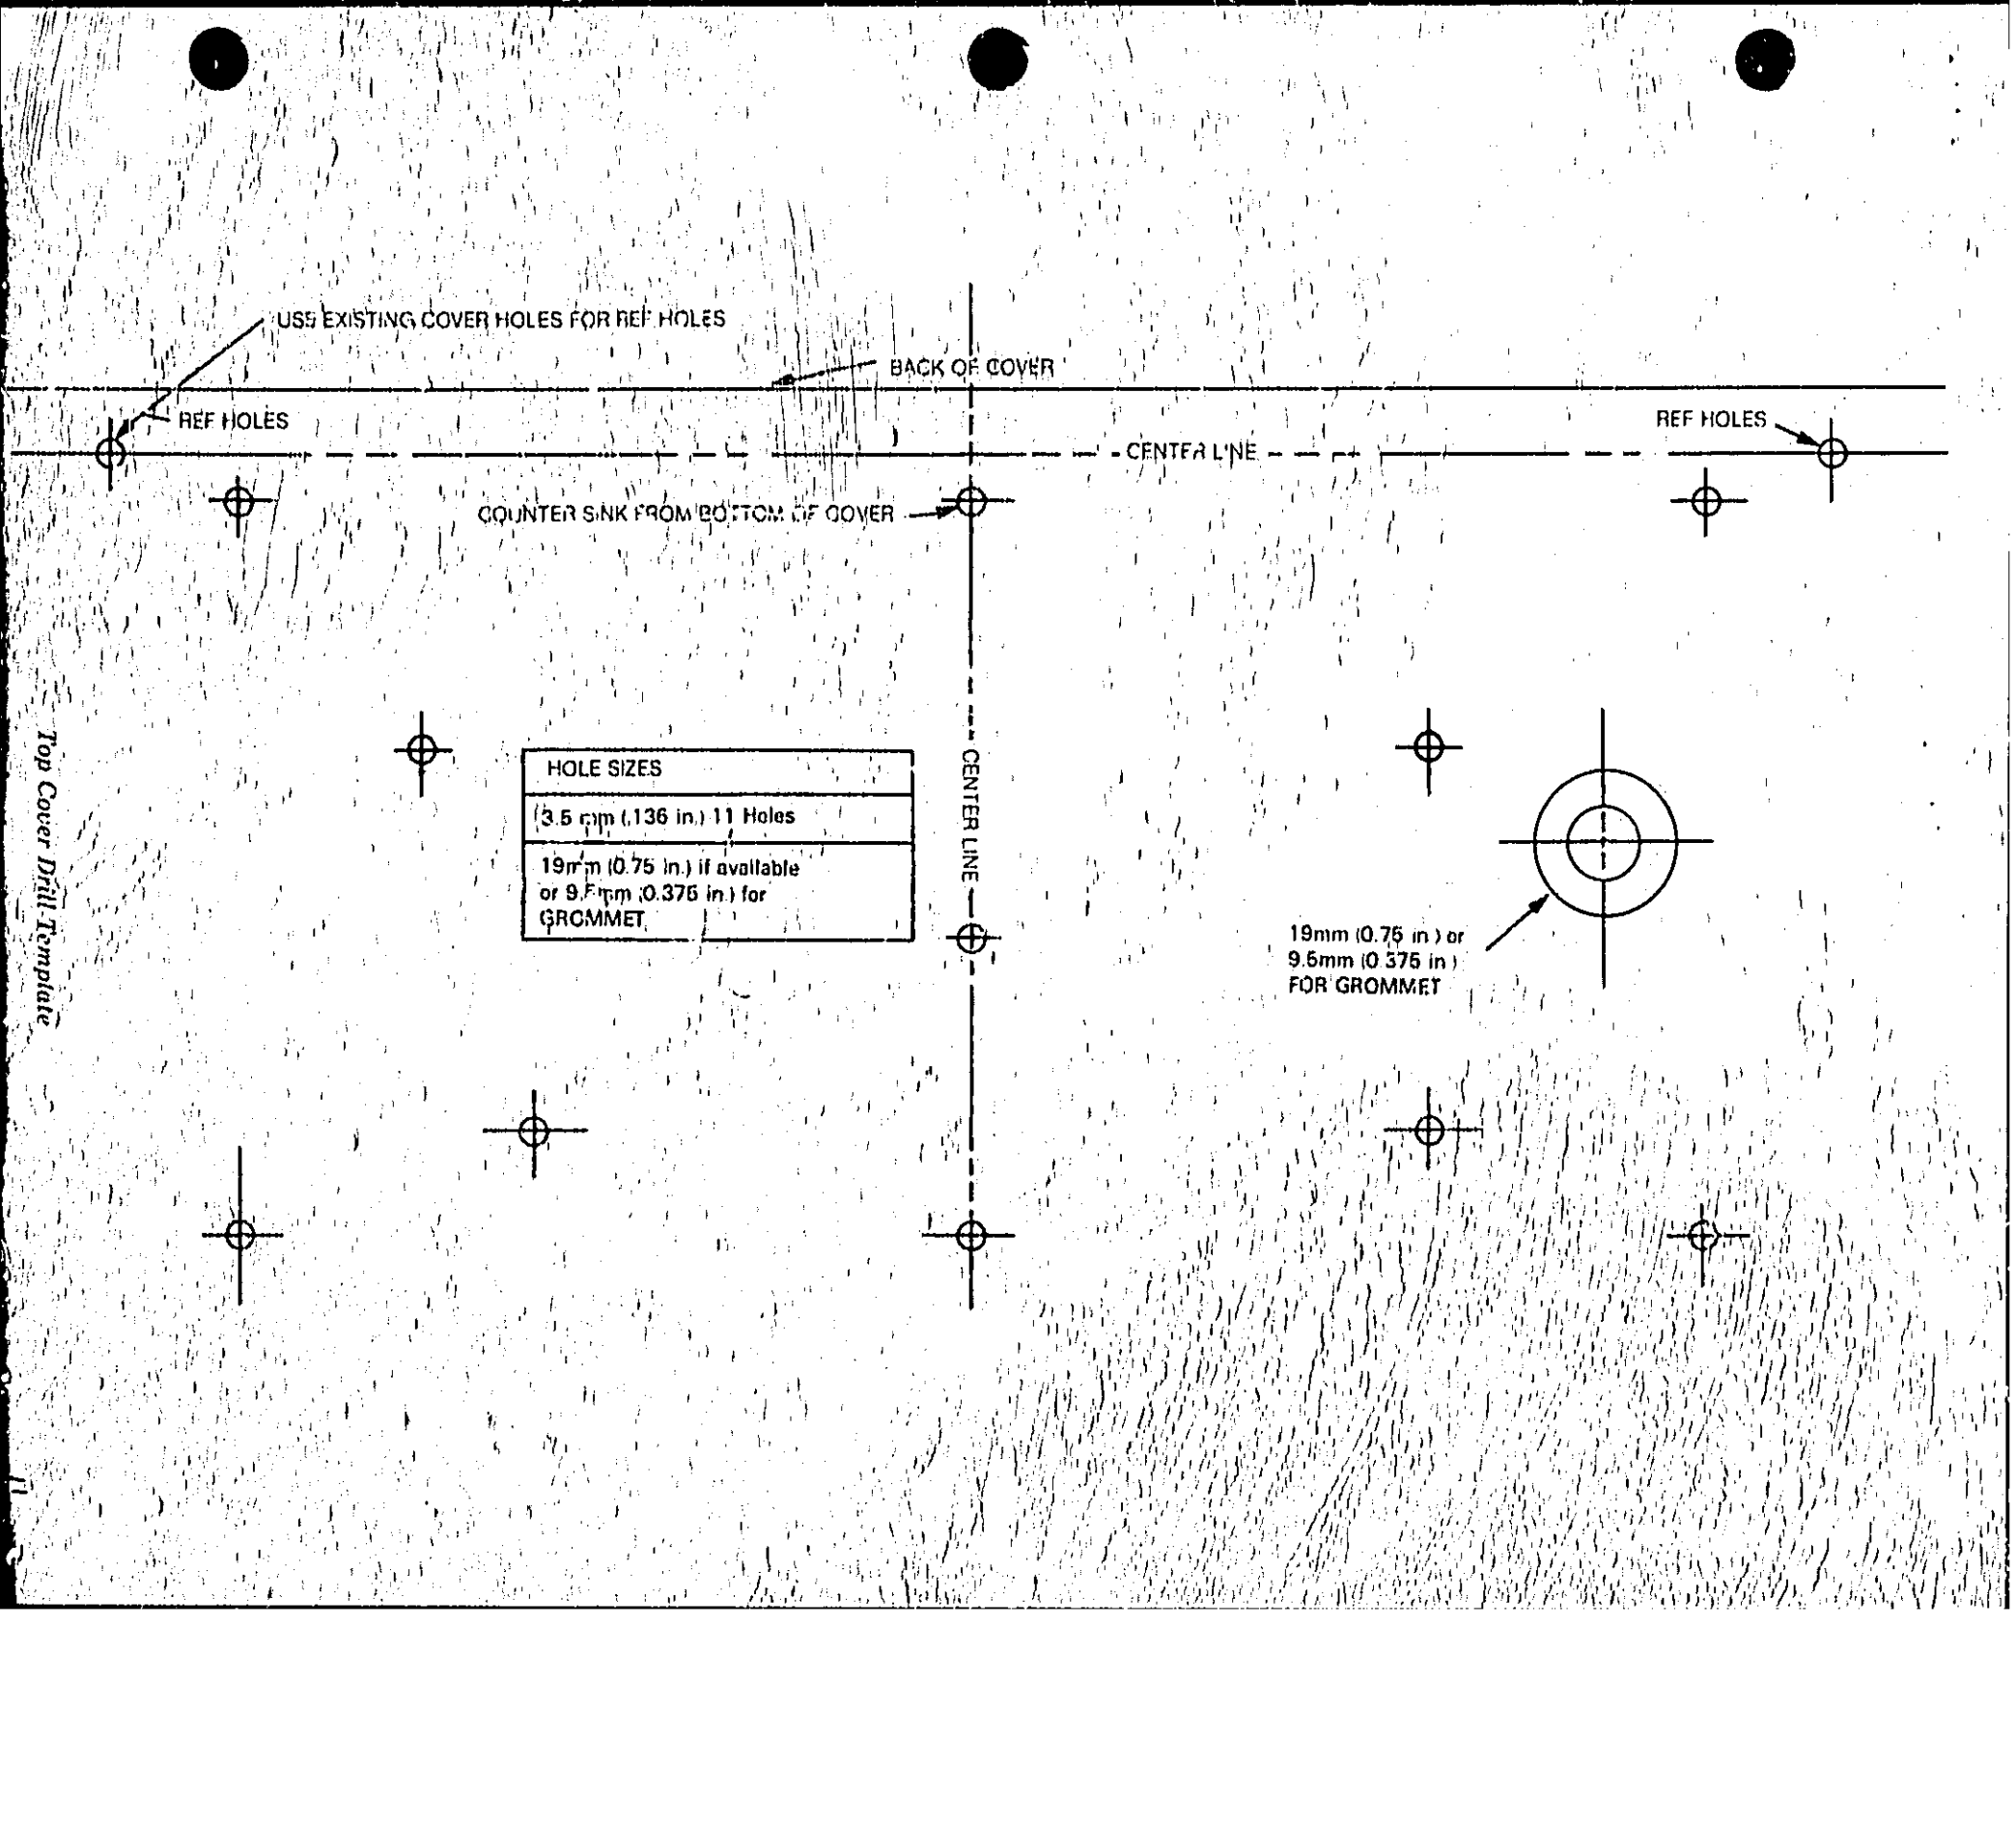 USE EXISTING COVER HOLES FOR REF HOLES
BACK OF COVER
REF HOLES
REF HOLES
CENTER LINE
COUNTER SINK FROM BOTTOM OF COVER
HOLE SIZES
3.5 mm (.136 in.) 11 Holes
19mm (0.75 in.) if available
or 9.5mm (0.375 in.) for
GROMMET
CENTER LINE
19mm (0.75 in.) or
9.5mm (0.375 in.)
FOR GROMMET
Top Cover Drill-Template